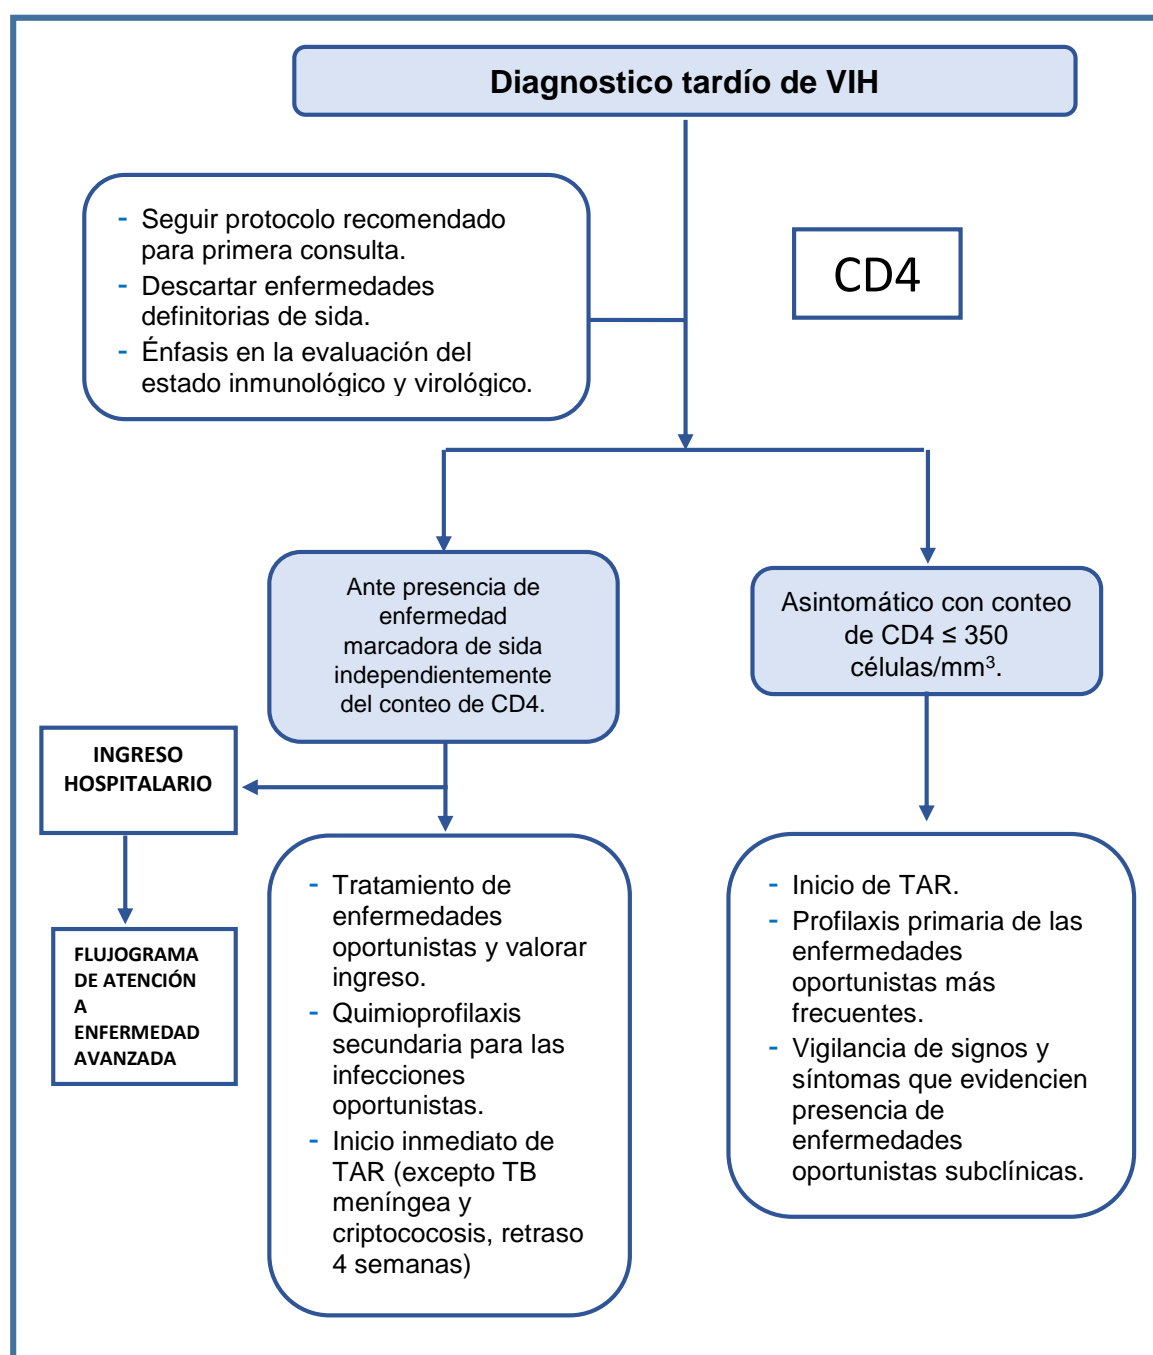 Diagnostico tardío de VIH
- Seguir protocolo recomendado
para primera consulta.
- Descartar enfermedades
definitorias de sida.
- Énfasis en la evaluación del
estado inmunológico y virológico.
CD4
Ante presencia de
enfermedad
marcadora de sida
independientemente
del conteo de CD4.
Asintomático con conteo
de CD4 ≤ 350
células/mm³.
INGRESO
HOSPITALARIO
FLUJOGRAMA
DE ATENCIÓN
A
ENFERMEDAD
AVANZADA
- Tratamiento de
enfermedades
oportunistas y valorar
ingreso.
- Quimioprofilaxis
secundaria para las
infecciones
oportunistas.
- Inicio inmediato de
TAR (excepto TB
meníngea y
criptococosis, retraso
4 semanas)
- Inicio de TAR.
- Profilaxis primaria de las
enfermedades
oportunistas más
frecuentes.
- Vigilancia de signos y
síntomas que evidencien
presencia de
enfermedades
oportunistas subclínicas.